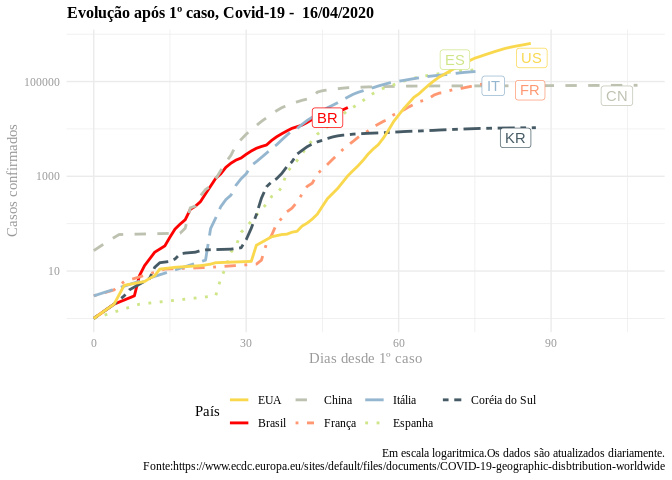 Evolução após 1º caso, Covid-19 -  16/04/2020
Casos confirmados
100000
1000
10
ES
US
IT
FR
CN
BR
KR
0
30
60
90
Dias desde 1º caso
País
EUA
China
Itália
Coréia do Sul
Brasil
França
Espanha
Em escala logaritmica.Os dados são atualizados diariamente.
Fonte:https://www.ecdc.europa.eu/sites/default/files/documents/COVID-19-geographic-disbtribution-worldwide